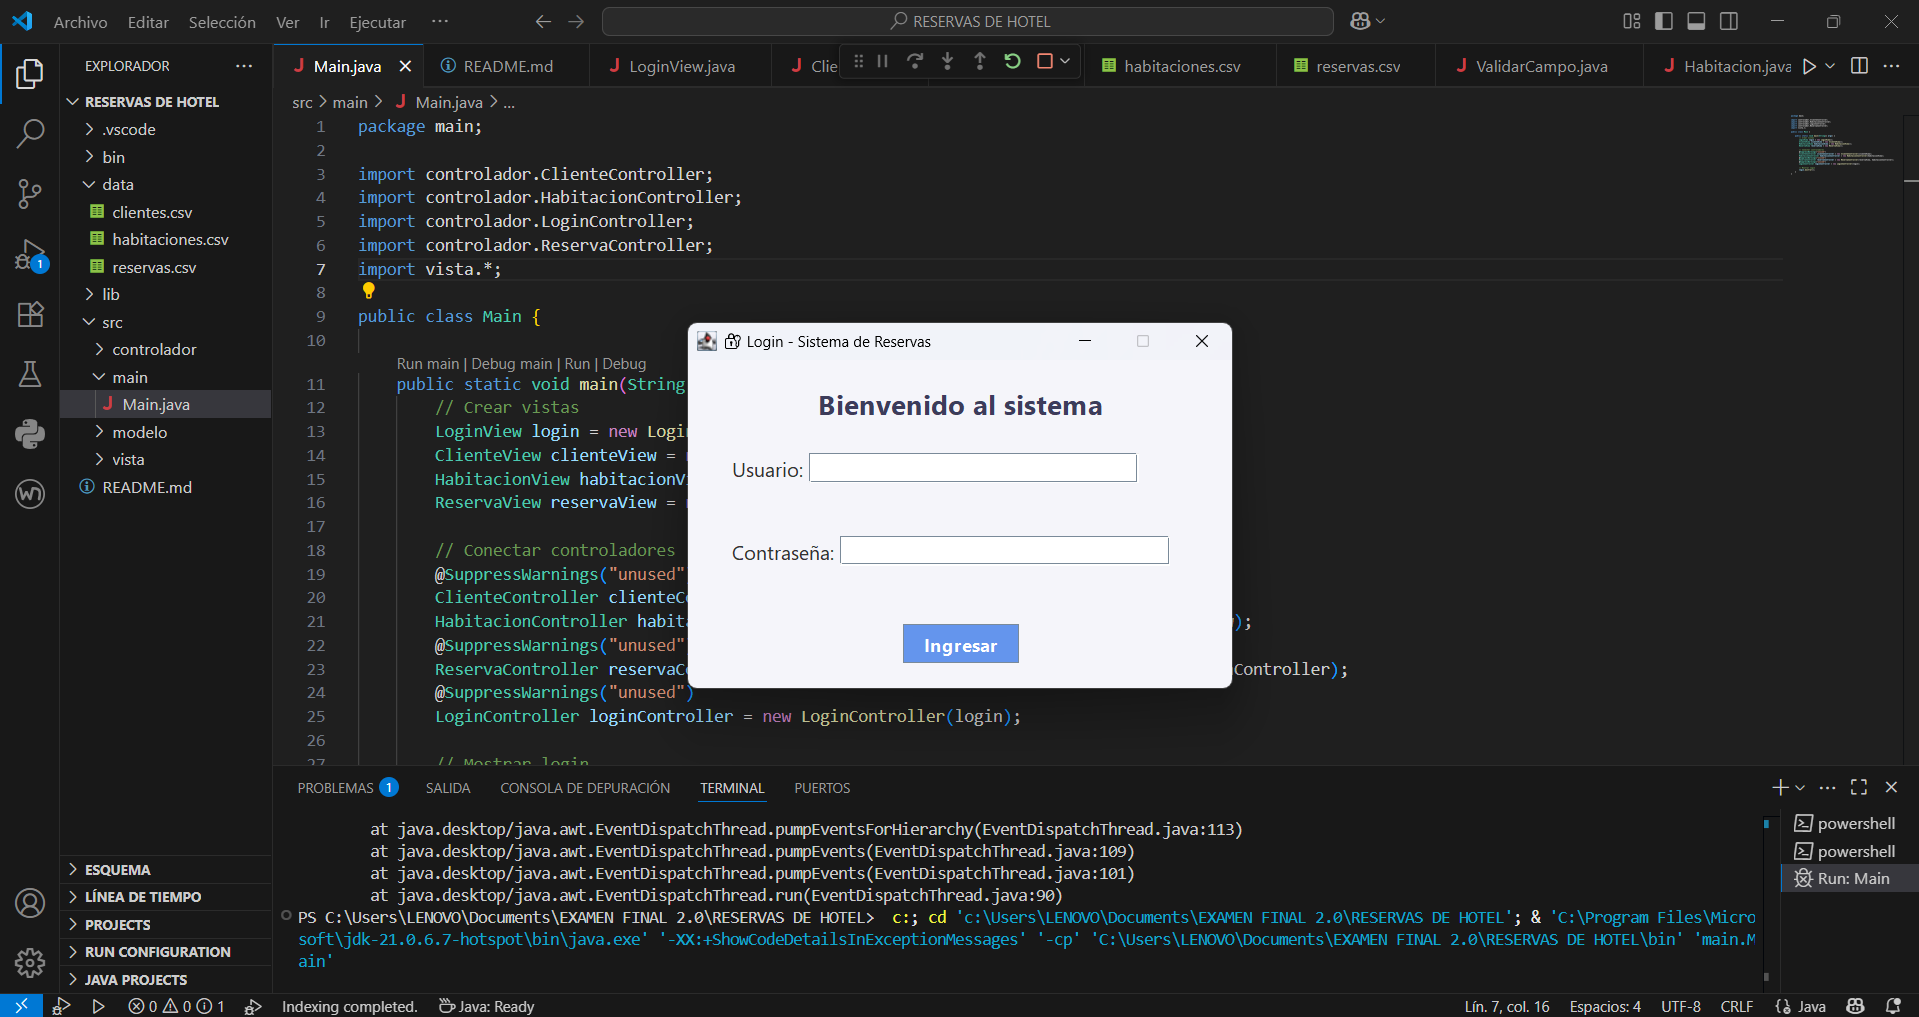 Archivo Editar Selección Ver Ir Ejecutar ··· RESERVAS DE HOTEL
EXPLORADOR ···
RESERVAS DE HOTEL
.vscode
bin
data
clientes.csv
habitaciones.csv
reservas.csv
lib
src
controlador
main
J Main.java
modelo
vista
README.md
ESQUEMA
LÍNEA DE TIEMPO
PROJECTS
RUN CONFIGURATION
JAVA PROJECTS
1
J Main.java README.md J LoginView.java J Clie habitaciones.csv reservas.csv J ValidarCampo.java J Habitacion.java
src > main > J Main.java > ...
1 package main;
2
3 import controlador.ClienteController;
4 import controlador.HabitacionController;
5 import controlador.LoginController;
6 import controlador.ReservaController;
7 import vista.*;
8
9 public class Main {
10
Run main | Debug main | Run | Debug
11 public static void main(String
12 // Crear vistas
13 LoginView login = new Logi
14 ClienteView clienteView =
15 HabitacionView habitacionV
16 ReservaView reservaView =
17
18 // Conectar controladores
19 @SuppressWarnings("unused"
20 ClienteController clienteC
21 HabitacionController habit );
22 @SuppressWarnings("unused"
23 ReservaController reservaC Controller);
24 @SuppressWarnings("unused")
25 LoginController loginController = new LoginController(login);
26
27 // Mostrar login
Login - Sistema de Reservas
Bienvenido al sistema
Usuario:
Contraseña:
Ingresar
PROBLEMAS 1 SALIDA CONSOLA DE DEPURACIÓN TERMINAL PUERTOS
at java.desktop/java.awt.EventDispatchThread.pumpEventsForHierarchy(EventDispatchThread.java:113)
at java.desktop/java.awt.EventDispatchThread.pumpEvents(EventDispatchThread.java:109)
at java.desktop/java.awt.EventDispatchThread.pumpEvents(EventDispatchThread.java:101)
at java.desktop/java.awt.EventDispatchThread.run(EventDispatchThread.java:90)
PS C:\Users\LENOVO\Documents\EXAMEN FINAL 2.0\RESERVAS DE HOTEL> c:; cd 'c:\Users\LENOVO\Documents\EXAMEN FINAL 2.0\RESERVAS DE HOTEL'; & 'C:\Program Files\Micro
soft\jdk-21.0.6.7-hotspot\bin\java.exe' '-XX:+ShowCodeDetailsInExceptionMessages' '-cp' 'C:\Users\LENOVO\Documents\EXAMEN FINAL 2.0\RESERVAS DE HOTEL\bin' 'main.M
ain'
powershell
powershell
Run: Main
0 0 1 Indexing completed. Java: Ready Lín. 7, col. 16 Espacios: 4 UTF-8 CRLF Java